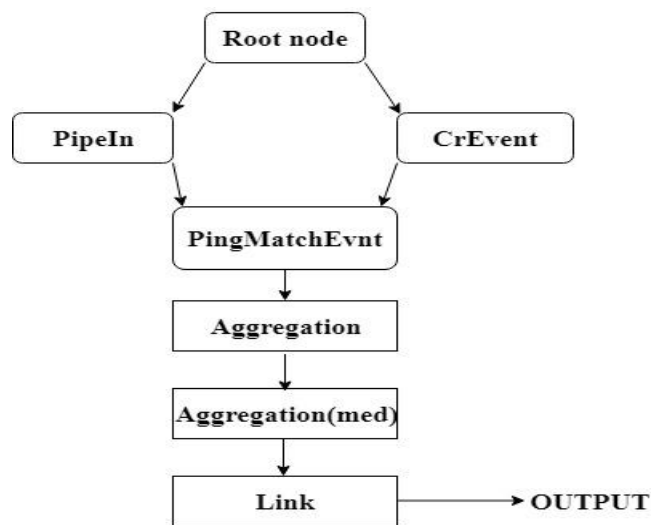 Root node
PipeIn
CrEvent
PingMatchEvnt
Aggregation
Aggregation(med)
Link
OUTPUT